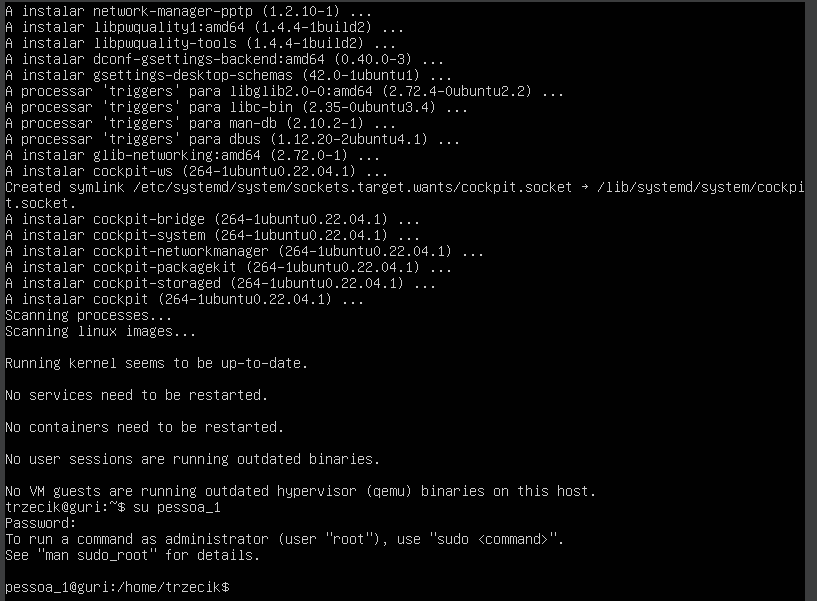 A instalar network-manager-pptp (1.2.10-1) ...
A instalar libpwquality1:amd64 (1.4.4-1build2) ...
A instalar libpwquality-tools (1.4.4-1build2) ...
A instalar dconf-gsettings-backend:amd64 (0.40.0-3) ...
A instalar gsettings-desktop-schemas (42.0-1ubuntu1) ...
A processar 'triggers' para libglib2.0-0:amd64 (2.72.4-0ubuntu2.2) ...
A processar 'triggers' para libc-bin (2.35-0ubuntu3.4) ...
A processar 'triggers' para man-db (2.10.2-1) ...
A processar 'triggers' para dbus (1.12.20-2ubuntu4.1) ...
A instalar glib-networking:amd64 (2.72.0-1) ...
A instalar cockpit-ws (264-1ubuntu0.22.04.1) ...
Created symlink /etc/systemd/system/sockets.target.wants/cockpit.socket → /lib/systemd/system/cockpi
t.socket.
A instalar cockpit-bridge (264-1ubuntu0.22.04.1) ...
A instalar cockpit-system (264-1ubuntu0.22.04.1) ...
A instalar cockpit-networkmanager (264-1ubuntu0.22.04.1) ...
A instalar cockpit-packagekit (264-1ubuntu0.22.04.1) ...
A instalar cockpit-storaged (264-1ubuntu0.22.04.1) ...
A instalar cockpit (264-1ubuntu0.22.04.1) ...
Scanning processes...
Scanning linux images...
Running kernel seems to be up-to-date.
No services need to be restarted.
No containers need to be restarted.
No user sessions are running outdated binaries.
No VM guests are running outdated hypervisor (qemu) binaries on this host.
trzecik@guri:~$ su pessoa_1
Password:
To run a command as administrator (user "root"), use "sudo <command>".
See "man sudo_root" for details.
pessoa_1@guri:/home/trzecik$